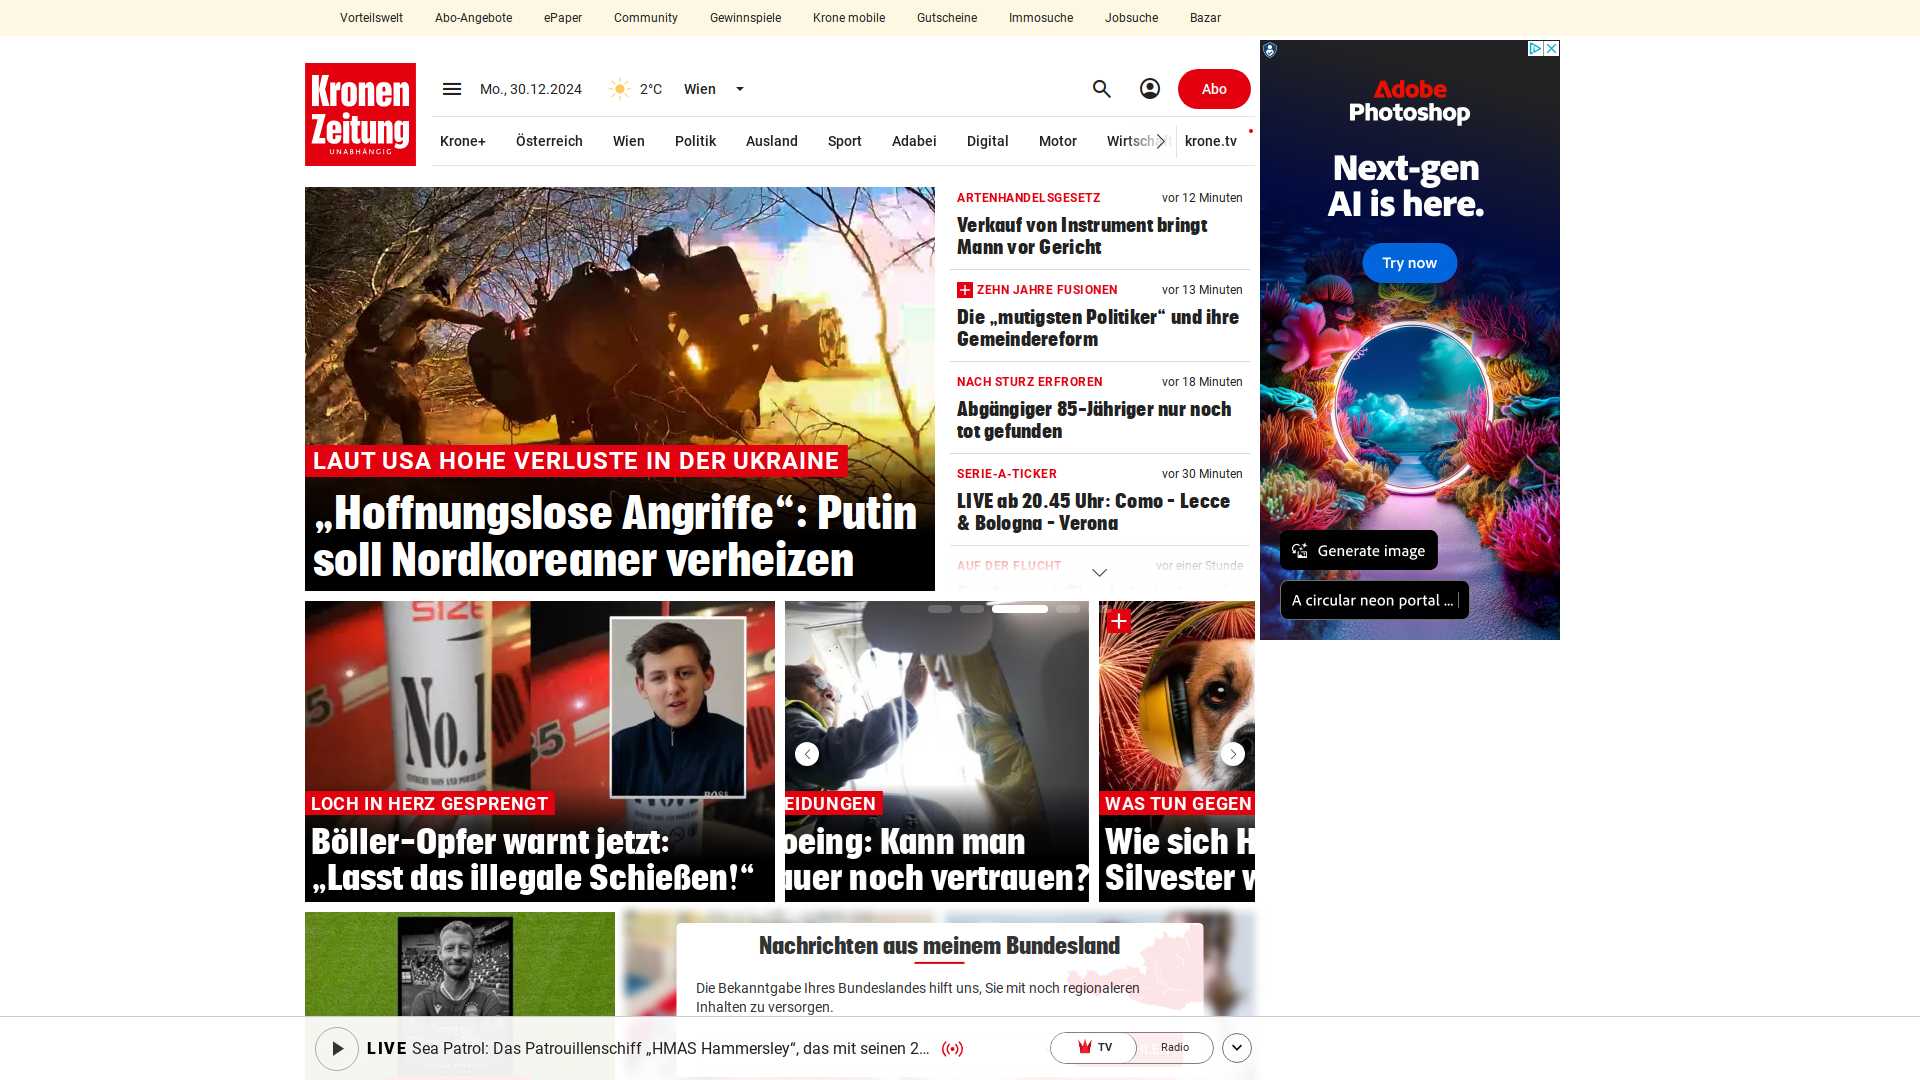 Vorteilswelt Abo-Angebote ePaper Community Gewinnspiele Krone mobile Gutscheine Immosuche Jobsuche Bazar
Kronen
Zeitung
UNABHÄNGIG
Mo., 30.12.2024 2°C Wien
Abo
Krone+ Österreich Wien Politik Ausland Sport Adabei Digital Motor Wirtschaft krone.tv
LAUT USA HOHE VERLUSTE IN DER UKRAINE
„Hoffnungslose Angriffe“: Putin
soll Nordkoreaner verheizen
ARTENHANDELSGESETZ vor 12 Minuten
Verkauf von Instrument bringt
Mann vor Gericht
ZEHN JAHRE FUSIONEN vor 13 Minuten
Die „mutigsten Politiker“ und ihre
Gemeindereform
NACH STURZ ERFROREN vor 18 Minuten
Abgängiger 85-Jähriger nur noch
tot gefunden
SERIE-A-TICKER vor 30 Minuten
LIVE ab 20.45 Uhr: Como - Lecce
& Bologna - Verona
AUF DER FLUCHT vor einer Stunde
Adobe
Photoshop
Next-gen
AI is here.
Try now
Generate image
A circular neon portal ...
SIZE
No.1
35
LOCH IN HERZ GESPRENGT
Böller-Opfer warnt jetzt:
„Lasst das illegale Schießen!“
BOSS
EIDUNGEN
oeing: Kann man
auer noch vertrauen?
WAS TUN GEGEN
Wie sich H
Silvester w
Nachrichten aus meinem Bundesland
Die Bekanntgabe Ihres Bundeslandes hilft uns, Sie mit noch regionaleren
Inhalten zu versorgen.
LIVE Sea Patrol: Das Patrouillenschiff „HMAS Hammersley“, das mit seinen 2...
TV Radio